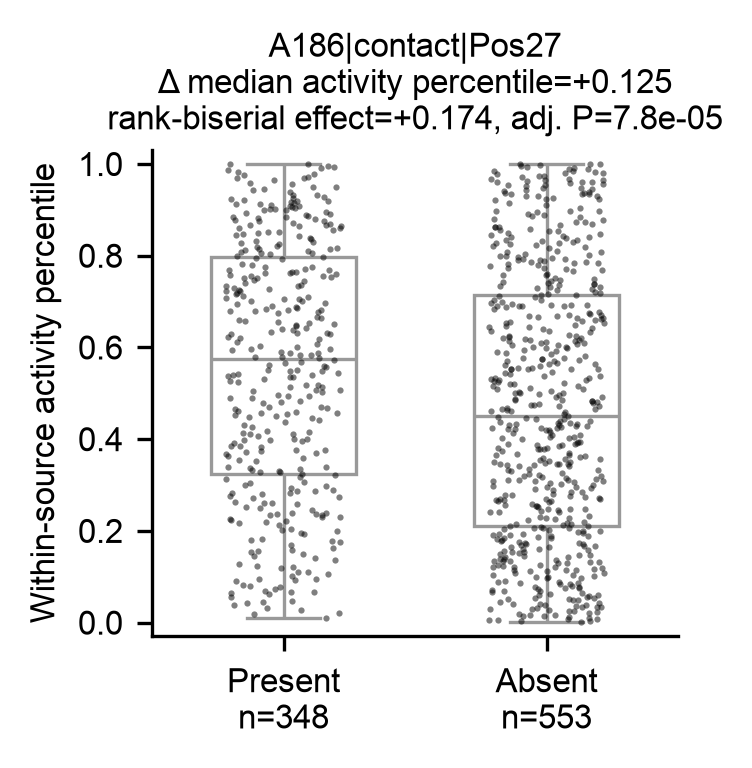 A186|contact|Pos27
Δ median activity percentile=+0.125
rank-biserial effect=+0.174, adj. P=7.8e-05
Within-source activity percentile
1.0
0.8
0.6
0.4
0.2
0.0
Present
n=348
Absent
n=553